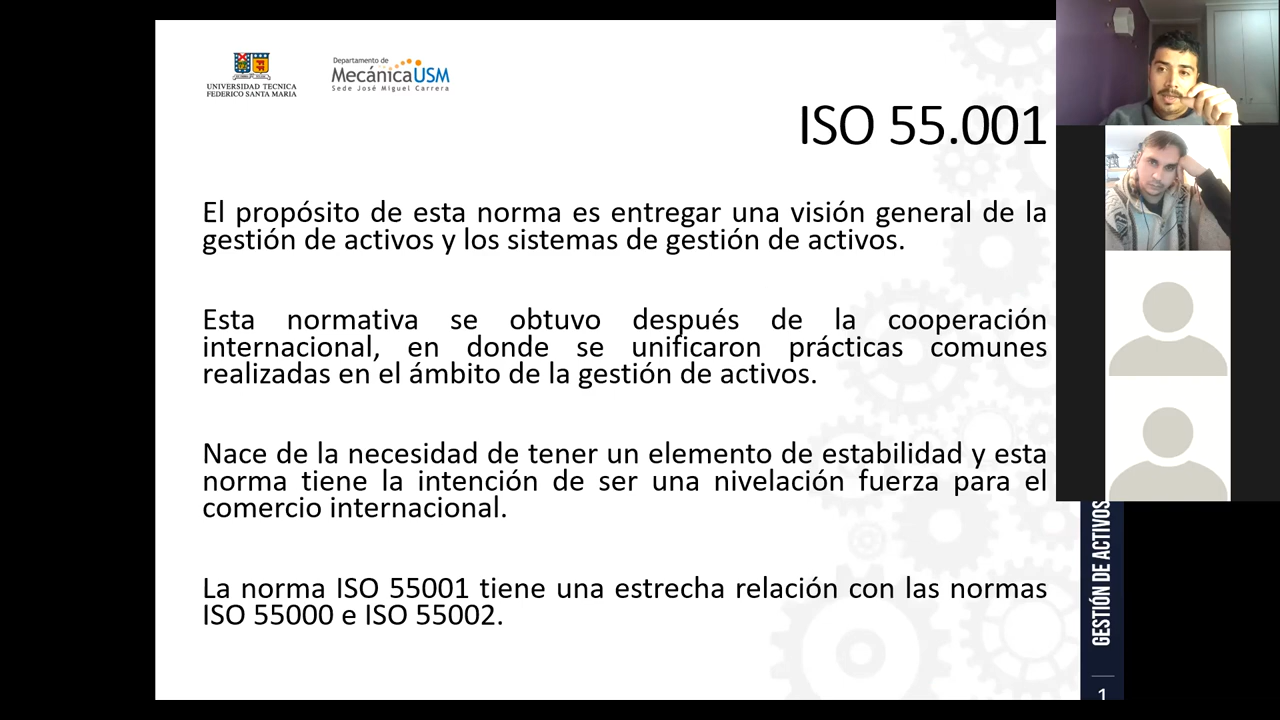 UNIVERSIDAD TECNICA
FEDERICO SANTA MARIA
Departamento de
MecánicaUSM
Sede José Miguel Carrera
ISO 55.001
El propósito de esta norma es entregar una visión general de la
gestión de activos y los sistemas de gestión de activos.
Esta normativa se obtuvo después de la cooperación
internacional, en donde se unificaron prácticas comunes
realizadas en el ámbito de la gestión de activos.
Nace de la necesidad de tener un elemento de estabilidad y esta
norma tiene la intención de ser una nivelación fuerza para el
comercio internacional.
La norma ISO 55001 tiene una estrecha relación con las normas
ISO 55000 e ISO 55002.
GESTIÓN DE ACTIVOS
1